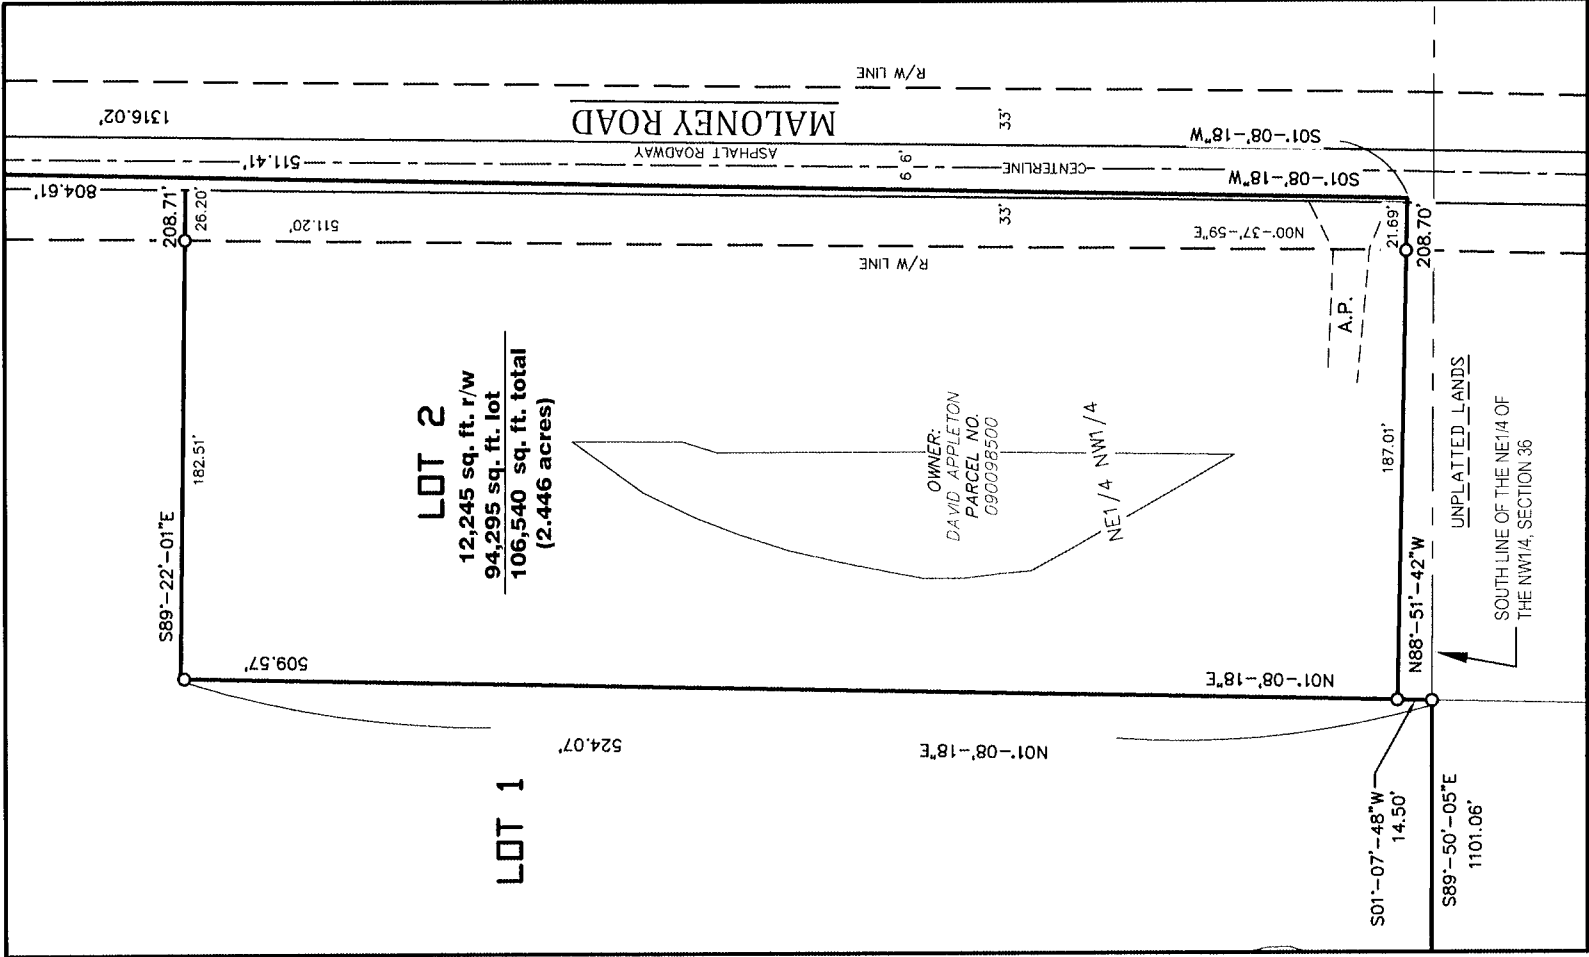 R/W LINE
1316.02'
MALONEY ROAD
33'
S01°-08'-18"W
ASPHALT ROADWAY
511.41'
6'
6'
CENTERLINE
S01°-08'-18"W
804.61'
208.71'
26.20'
511.20'
33'
N00°-37'-59"E
21.69'
208.70'
R/W LINE
A.P.
182.51'
S89°-22'-01"E
LOT 2
12,245 sq. ft. r/w
94,295 sq. ft. lot
106,540 sq. ft. total
(2.446 acres)
OWNER:
DAVID APPLETON
PARCEL NO.
090098500
NE1/4 NW1/4
187.01'
N88°-51'-42"W
UNPLATTED LANDS
SOUTH LINE OF THE NE1/4 OF
THE NW1/4, SECTION 36
509.57'
N01°-08'-18"E
524.07'
N01°-08'-18"E
LOT 1
S01°-07'-48"W
14.50'
S89°-50'-05"E
1101.06'